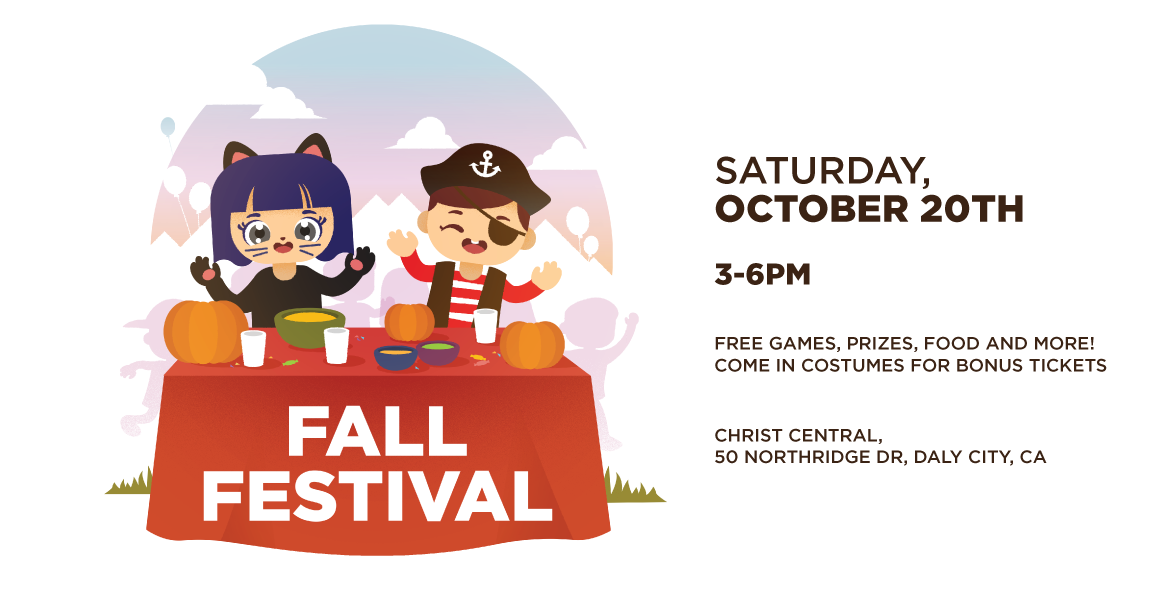 FALL
FESTIVAL
SATURDAY,
OCTOBER 20TH
3-6PM
FREE GAMES, PRIZES, FOOD AND MORE!
COME IN COSTUMES FOR BONUS TICKETS
CHRIST CENTRAL,
50 NORTHRIDGE DR, DALY CITY, CA